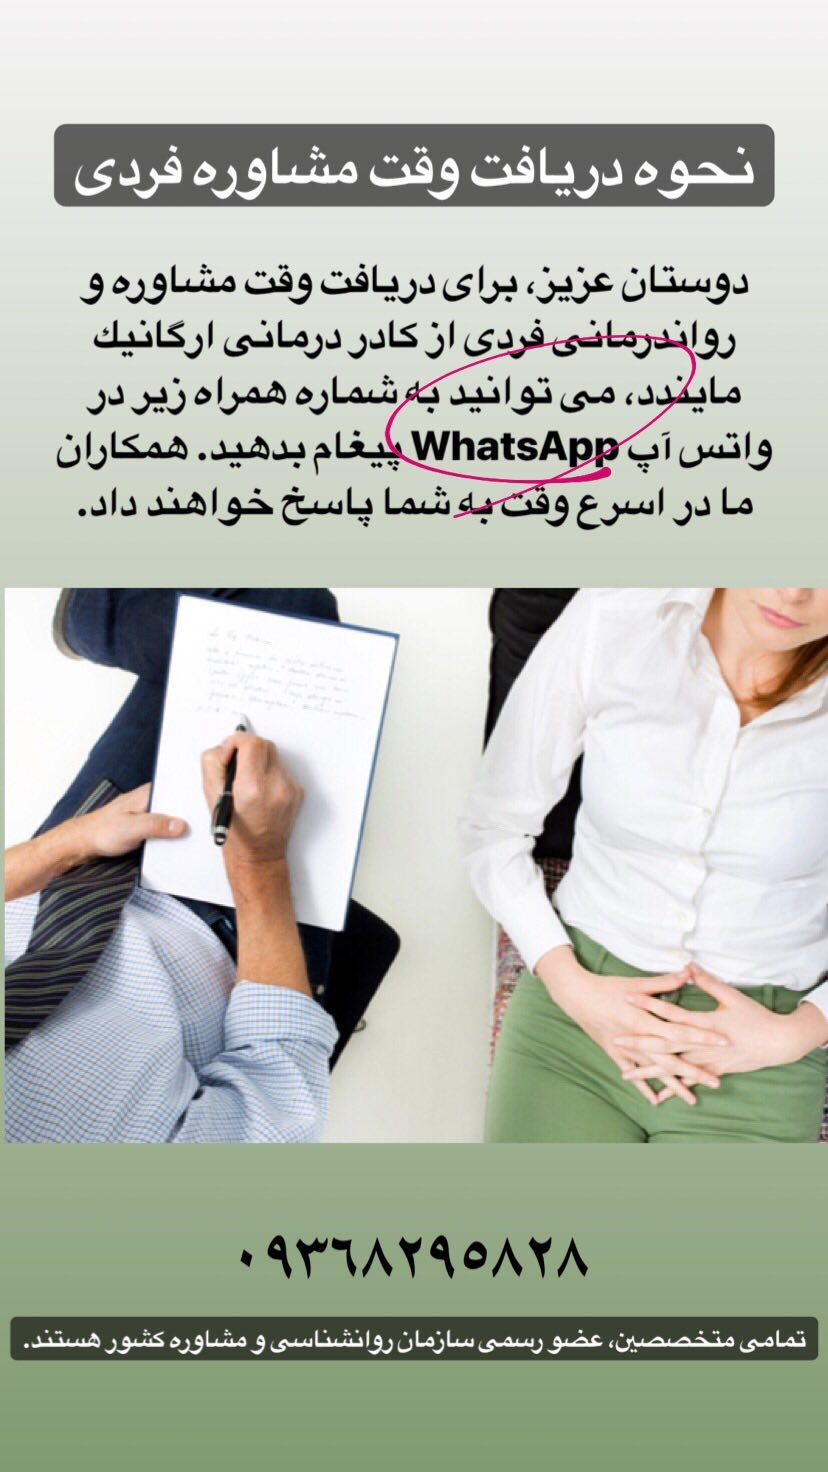 نحوه دریافت وقت مشاوره فردی
دوستان عزیز، برای دریافت وقت مشاوره و
رواندرمانی فردی از کادر درمانی ارگانیك
مایندد، می توانید به شماره همراه زیر در
واتس آپ WhatsApp پیغام بدهید. همکاران
ما در اسرع وقت به شما پاسخ خواهند داد.
۰۹۳٦۸۲۹٥۸۲۸
تمامی متخصصین، عضو رسمی سازمان روانشناسی و مشاوره کشور هستند.